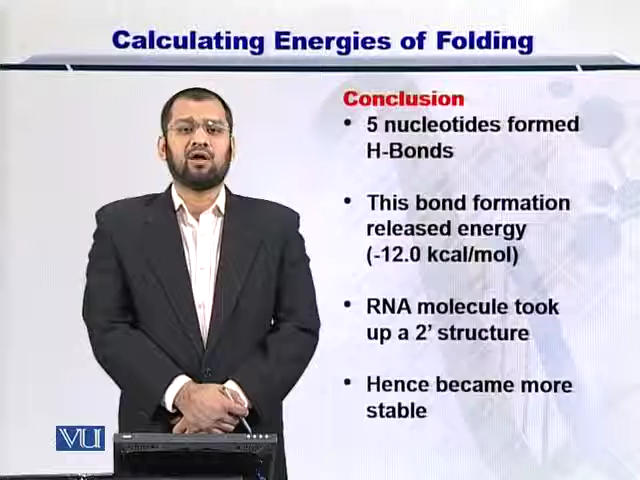 Calculating Energies of Folding
Conclusion
• 5 nucleotides formed
H-Bonds
• This bond formation
released energy
(-12.0 kcal/mol)
• RNA molecule took
up a 2' structure
• Hence became more
stable
VU